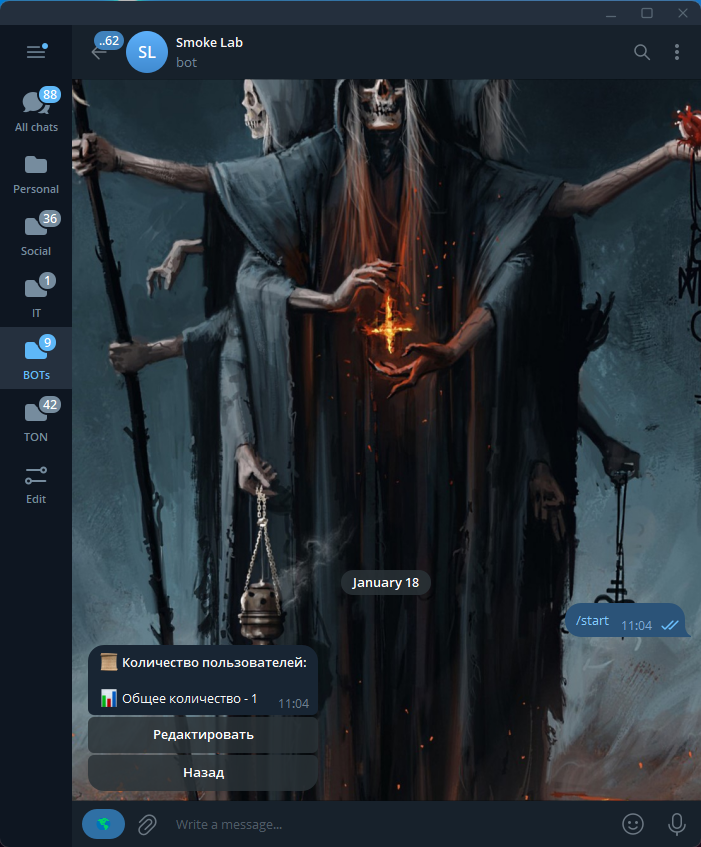 ..62
SL
Smoke Lab
bot
88
All chats
Personal
36
Social
1
IT
9
BOTs
42
TON
Edit
January 18
/start 11:04
Количество пользователей:
Общее количество - 1 11:04
Редактировать
Назад
Write a message...